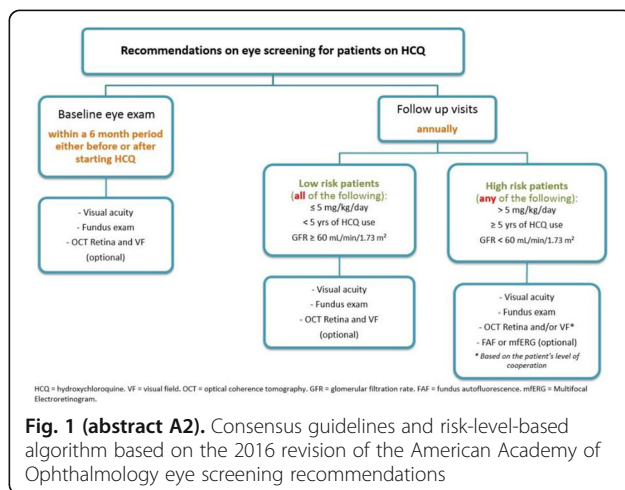 Recommendations on eye screening for patients on HCQ
Baseline eye exam
within a 6 month period
either before or after
starting HCQ
- Visual acuity
- Fundus exam
- OCT Retina and VF
(optional)
Follow up visits
annually
Low risk patients
(all of the following):
≤ 5 mg/kg/day
< 5 yrs of HCQ use
GFR ≥ 60 mL/min/1.73 m²
- Visual acuity
- Fundus exam
- OCT Retina and VF
(optional)
High risk patients
(any of the following):
> 5 mg/kg/day
≥ 5 yrs of HCQ use
GFR < 60 mL/min/1.73 m²
- Visual acuity
- Fundus exam
- OCT Retina and/or VF*
- FAF or mfERG (optional)
* Based on the patient's level of
cooperation
HCQ = hydroxychloroquine. VF = visual field. OCT = optical coherence tomography. GFR = glomerular filtration rate. FAF = fundus autofluorescence. mfERG = Multifocal
Electroretinogram.
Fig. 1 (abstract A2). Consensus guidelines and risk-level-based
algorithm based on the 2016 revision of the American Academy of
Ophthalmology eye screening recommendations